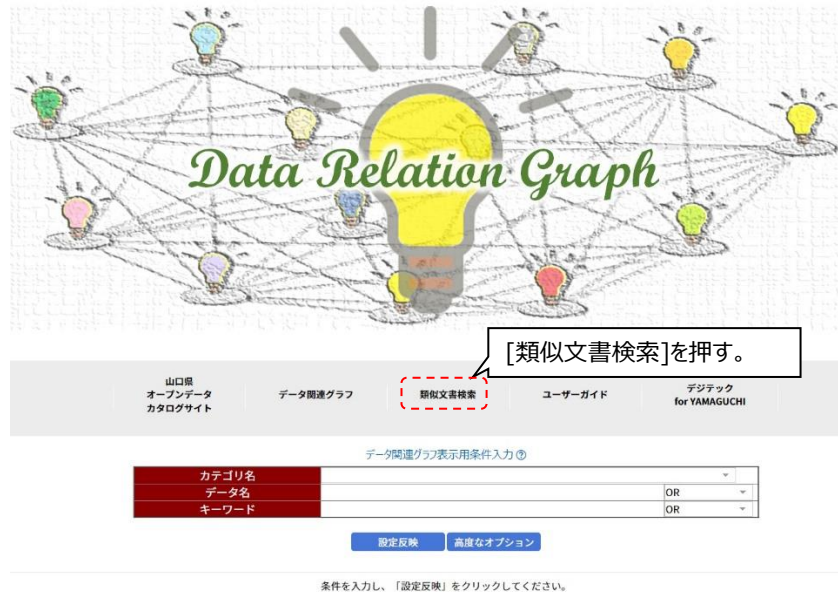 Data Relation Graph
[類似文書検索]を押す。
山口県
オープンデータ
カタログサイト
データ関連グラフ
類似文書検索
ユーザーガイド
デジテック
for YAMAGUCHI
データ関連グラフ表示用条件入力 ?
カテゴリ名
データ名 OR
キーワード OR
設定反映 高度なオプション
条件を入力し、「設定反映」をクリックしてください。